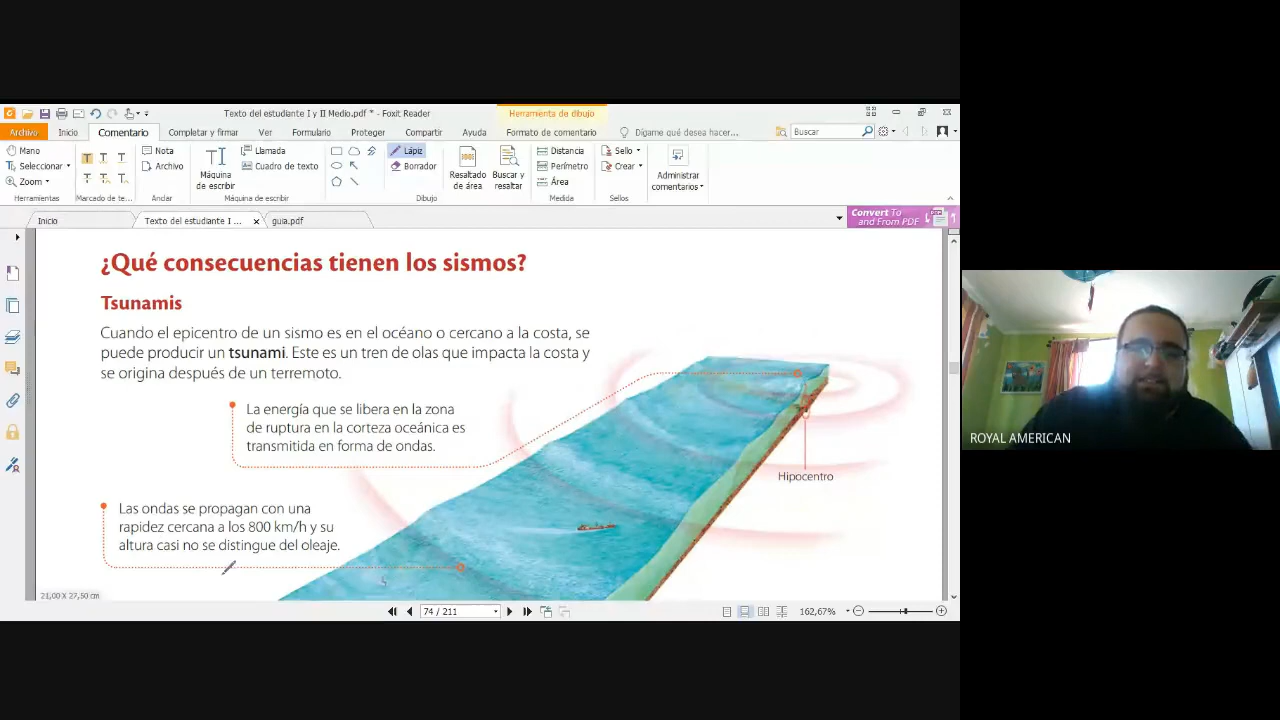 Texto del estudiante I y II Medio.pdf * - Foxit Reader
Herramienta de dibujo
Archivo
Inicio
Comentario
Completar y firmar
Ver
Formulario
Proteger
Compartir
Ayuda
Formato de comentario
Dígame qué desea hacer...
Buscar
Mano
Seleccionar
Zoom
Herramientas
Marcado de te...
Nota
Archivo
Anclar
Máquina
de escribir
Llamada
Cuadro de texto
Máquina de escribir
Lápiz
Borrador
Dibujo
Resaltado
de área
Buscar y
resaltar
Distancia
Perímetro
Área
Medida
Sello
Crear
Sellos
Administrar
comentarios
Inicio
Texto del estudiante I ...
guia.pdf
Convert To
and From PDF
¿Qué consecuencias tienen los sismos?
Tsunamis
Cuando el epicentro de un sismo es en el océano o cercano a la costa, se
puede producir un tsunami. Este es un tren de olas que impacta la costa y
se origina después de un terremoto.
La energía que se libera en la zona
de ruptura en la corteza oceánica es
transmitida en forma de ondas.
Hipocentro
Las ondas se propagan con una
rapidez cercana a los 800 km/h y su
altura casi no se distingue del oleaje.
21,00 X 27,50 cm
74 / 211
162,67%
ROYAL AMERICAN